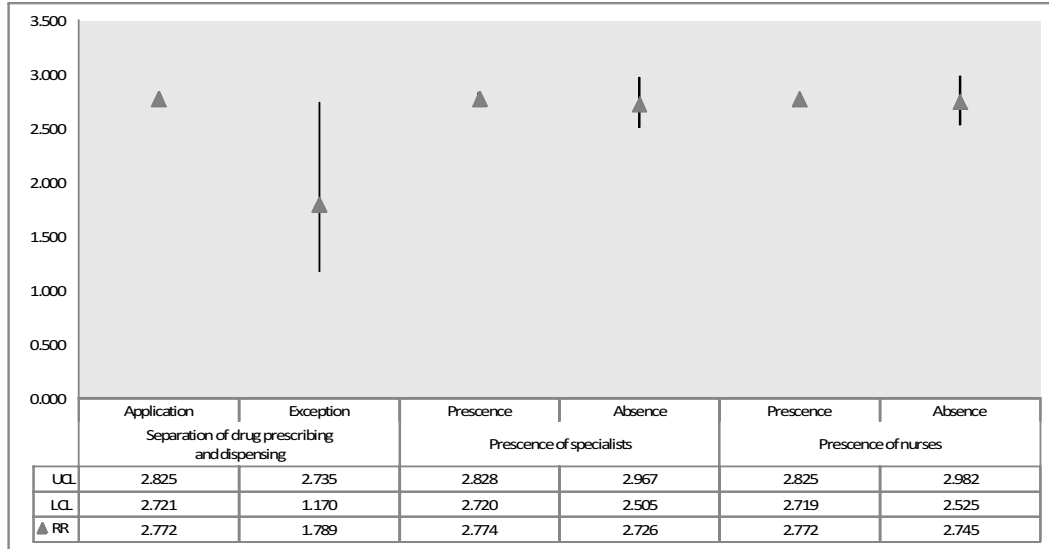 3.500
3.000
2.500
2.000
1.500
1.000
0.500
0.000
Application Exception Prescence Absence Prescence Absence
Separation of drug prescribing
and dispensing
Prescence of specialists
Prescence of nurses
UCL 2.825 2.735 2.828 2.967 2.825 2.982
LCL 2.721 1.170 2.720 2.505 2.719 2.525
RR 2.772 1.789 2.774 2.726 2.772 2.745